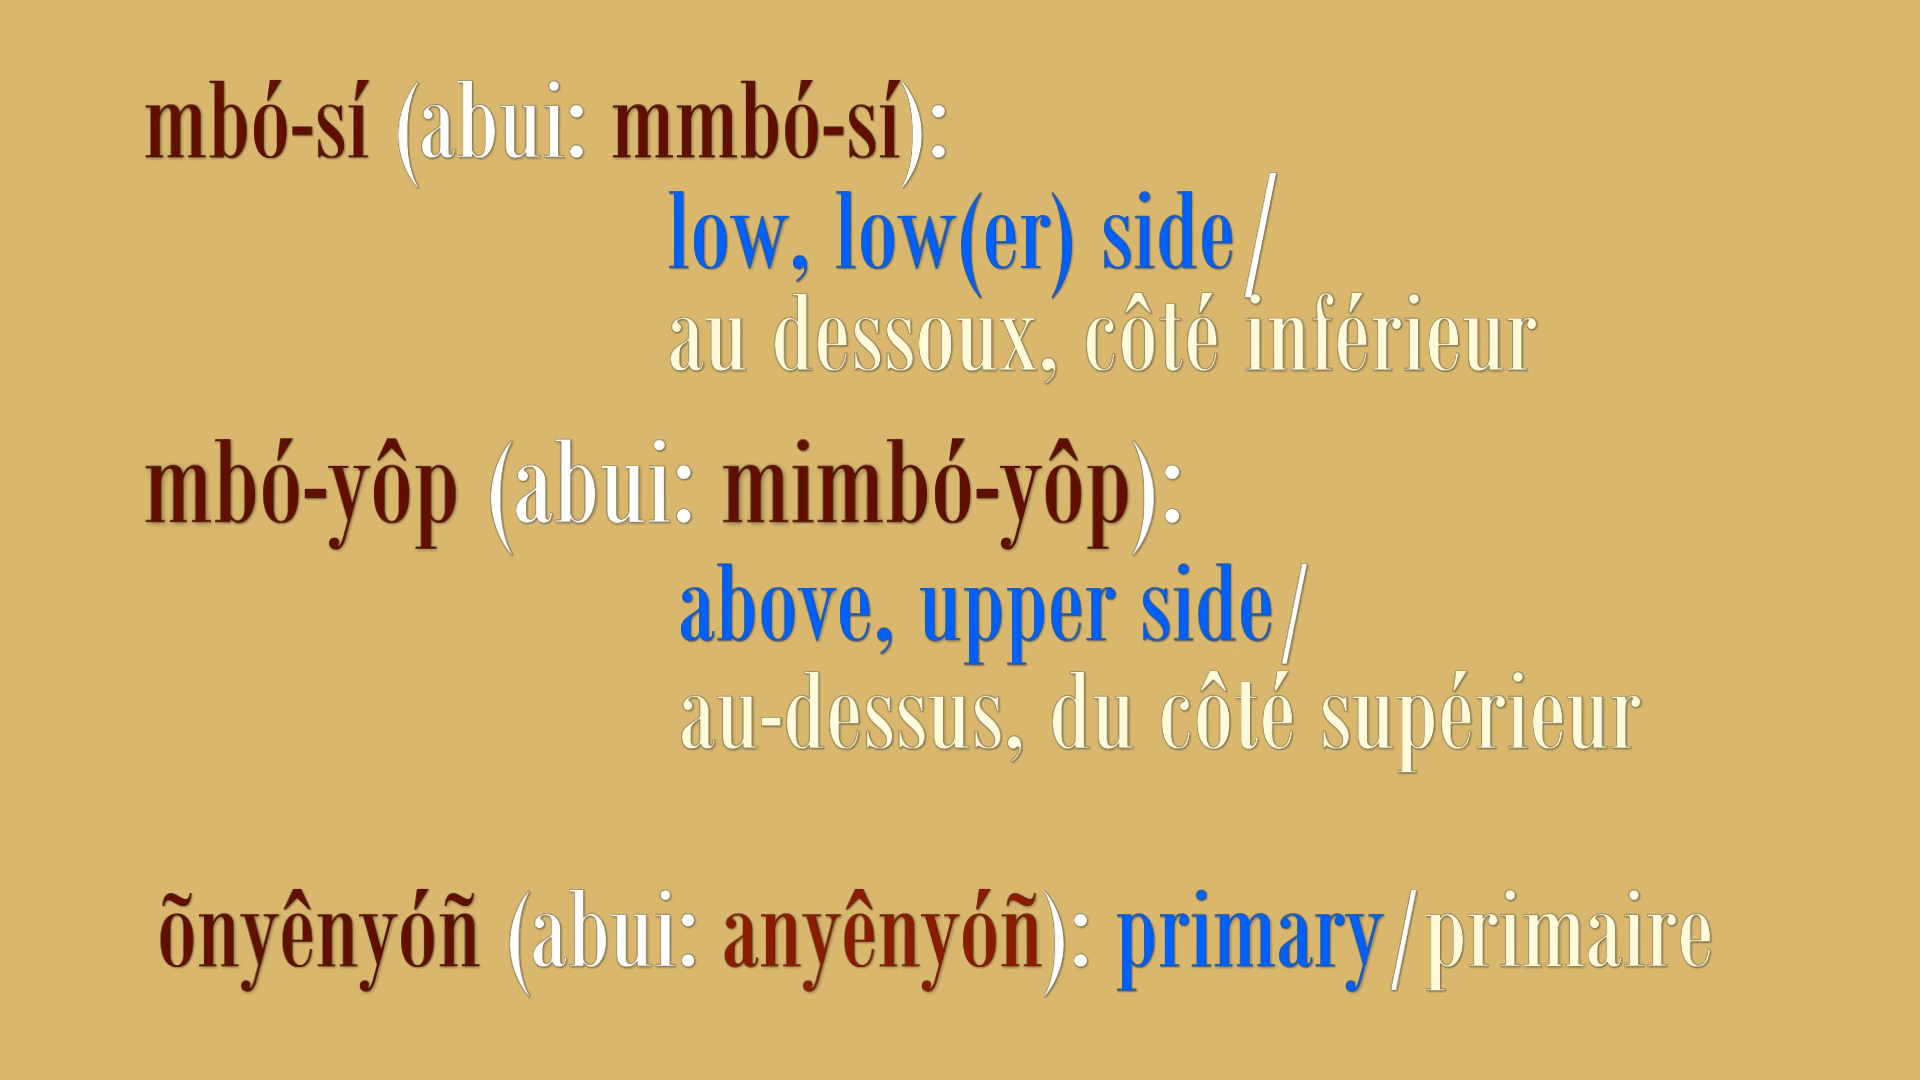 mbó-sí (abui: mmbó-sí):
low, low(er) side/
au dessoux, côté inférieur
mbó-yôp (abui: mimbó-yôp):
above, upper side/
au-dessus, du côté supérieur
õnyênyóñ (abui: anyênyóñ): primary/primaire